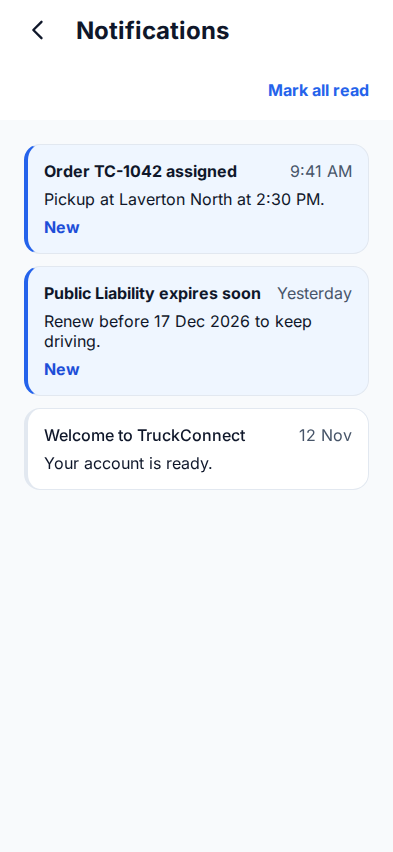 Notifications
Mark all read
Order TC-1042 assigned 9:41 AM
Pickup at Laverton North at 2:30 PM.
New
Public Liability expires soon Yesterday
Renew before 17 Dec 2026 to keep
driving.
New
Welcome to TruckConnect 12 Nov
Your account is ready.